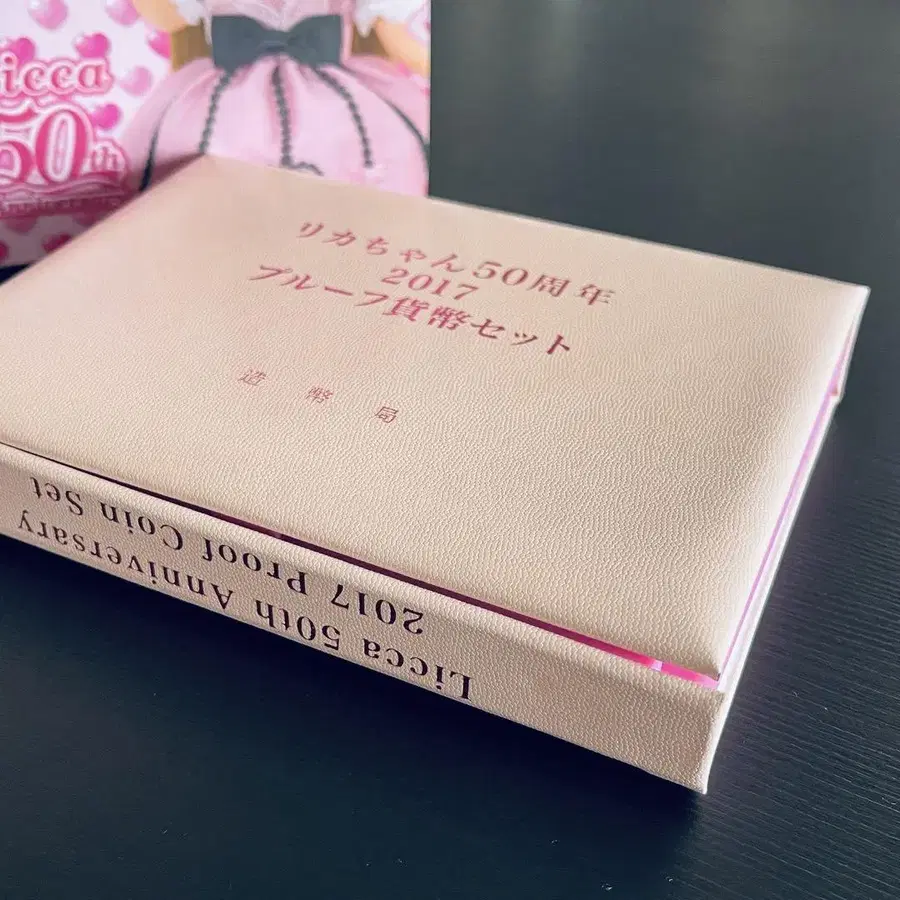 Licca
50th
Anniversary
リカちゃん50周年
2017
プルーフ貨幣セット
造幣局
Licca 50th Anniversary
2017 Proof Coin Set